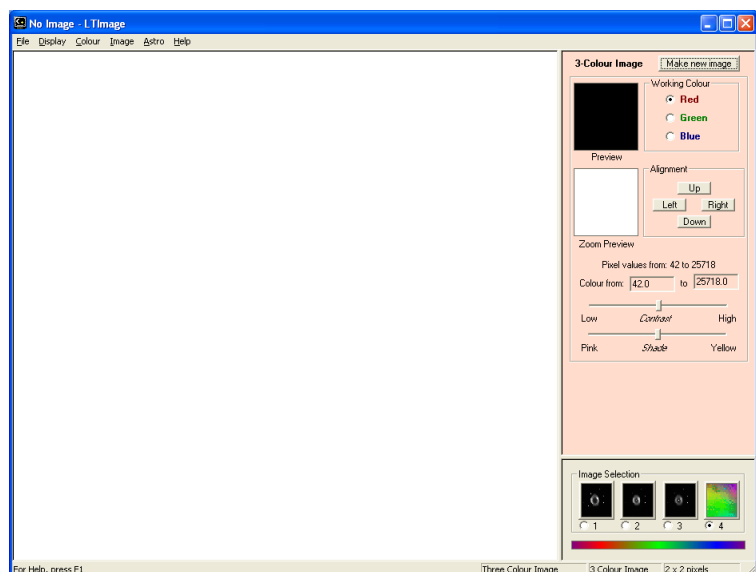 No Image - LTImage
File Display Colour Image Astro Help
3-Colour Image Make new image
Working Colour
Red
Green
Blue
Preview
Alignment
Up
Left Right
Down
Zoom Preview
Pixel values from: 42 to 25718
Colour from: 42.0 to 25718.0
Low Contrast High
Pink Shade Yellow
Image Selection
1 2 3 4
For Help, press F1 Three Colour Image 3 Colour Image 2 x 2 pixels